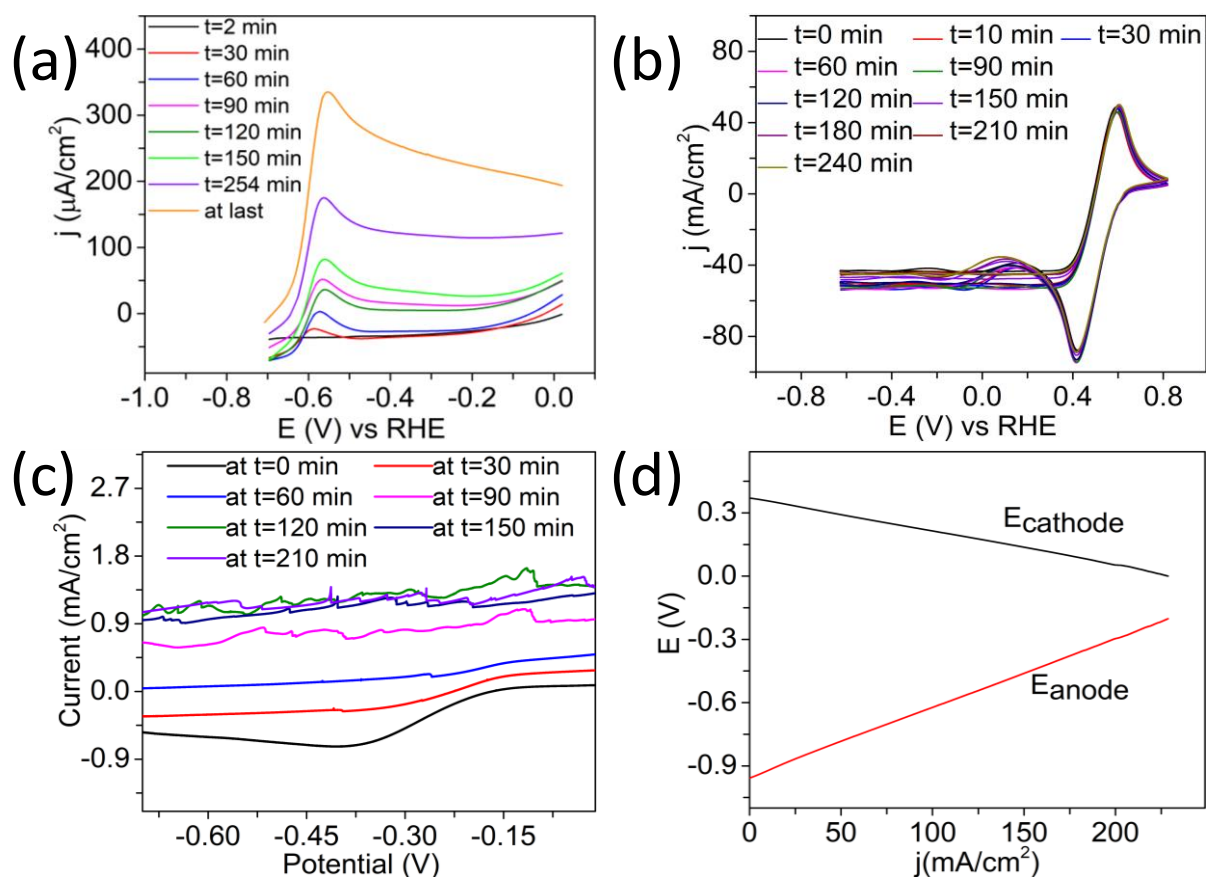 (a)
t=2 min
t=30 min
t=60 min
t=90 min
t=120 min
t=150 min
t=254 min
at last
400
300
200
100
0
j (μA/cm²)
-1.0 -0.8 -0.6 -0.4 -0.2 0.0
E (V) vs RHE
(b)
t=0 min t=10 min t=30 min
t=60 min t=90 min
t=120 min t=150 min
t=180 min t=210 min
t=240 min
80
40
0
-40
-80
j (mA/cm²)
-0.8 -0.4 0.0 0.4 0.8
E (V) vs RHE
(c)
at t=0 min at t=30 min
at t=60 min at t=90 min
at t=120 min at t=150 min
at t=210 min
2.7
1.8
0.9
0.0
-0.9
Current (mA/cm²)
-0.60 -0.45 -0.30 -0.15
Potential (V)
(d)
Ecathode
Eanode
0.3
0.0
-0.3
-0.6
-0.9
E (V)
0 50 100 150 200
j(mA/cm²)